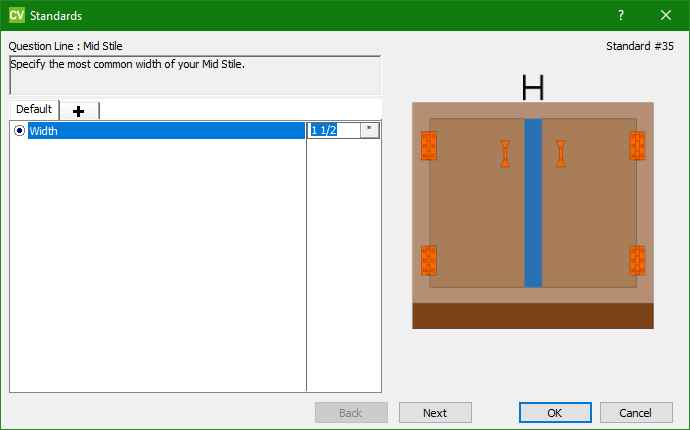 CV Standards ?
Question Line : Mid Stile Standard #35
Specify the most common width of your Mid Stile.
Default
Width 1 1/2 "
Back Next OK Cancel